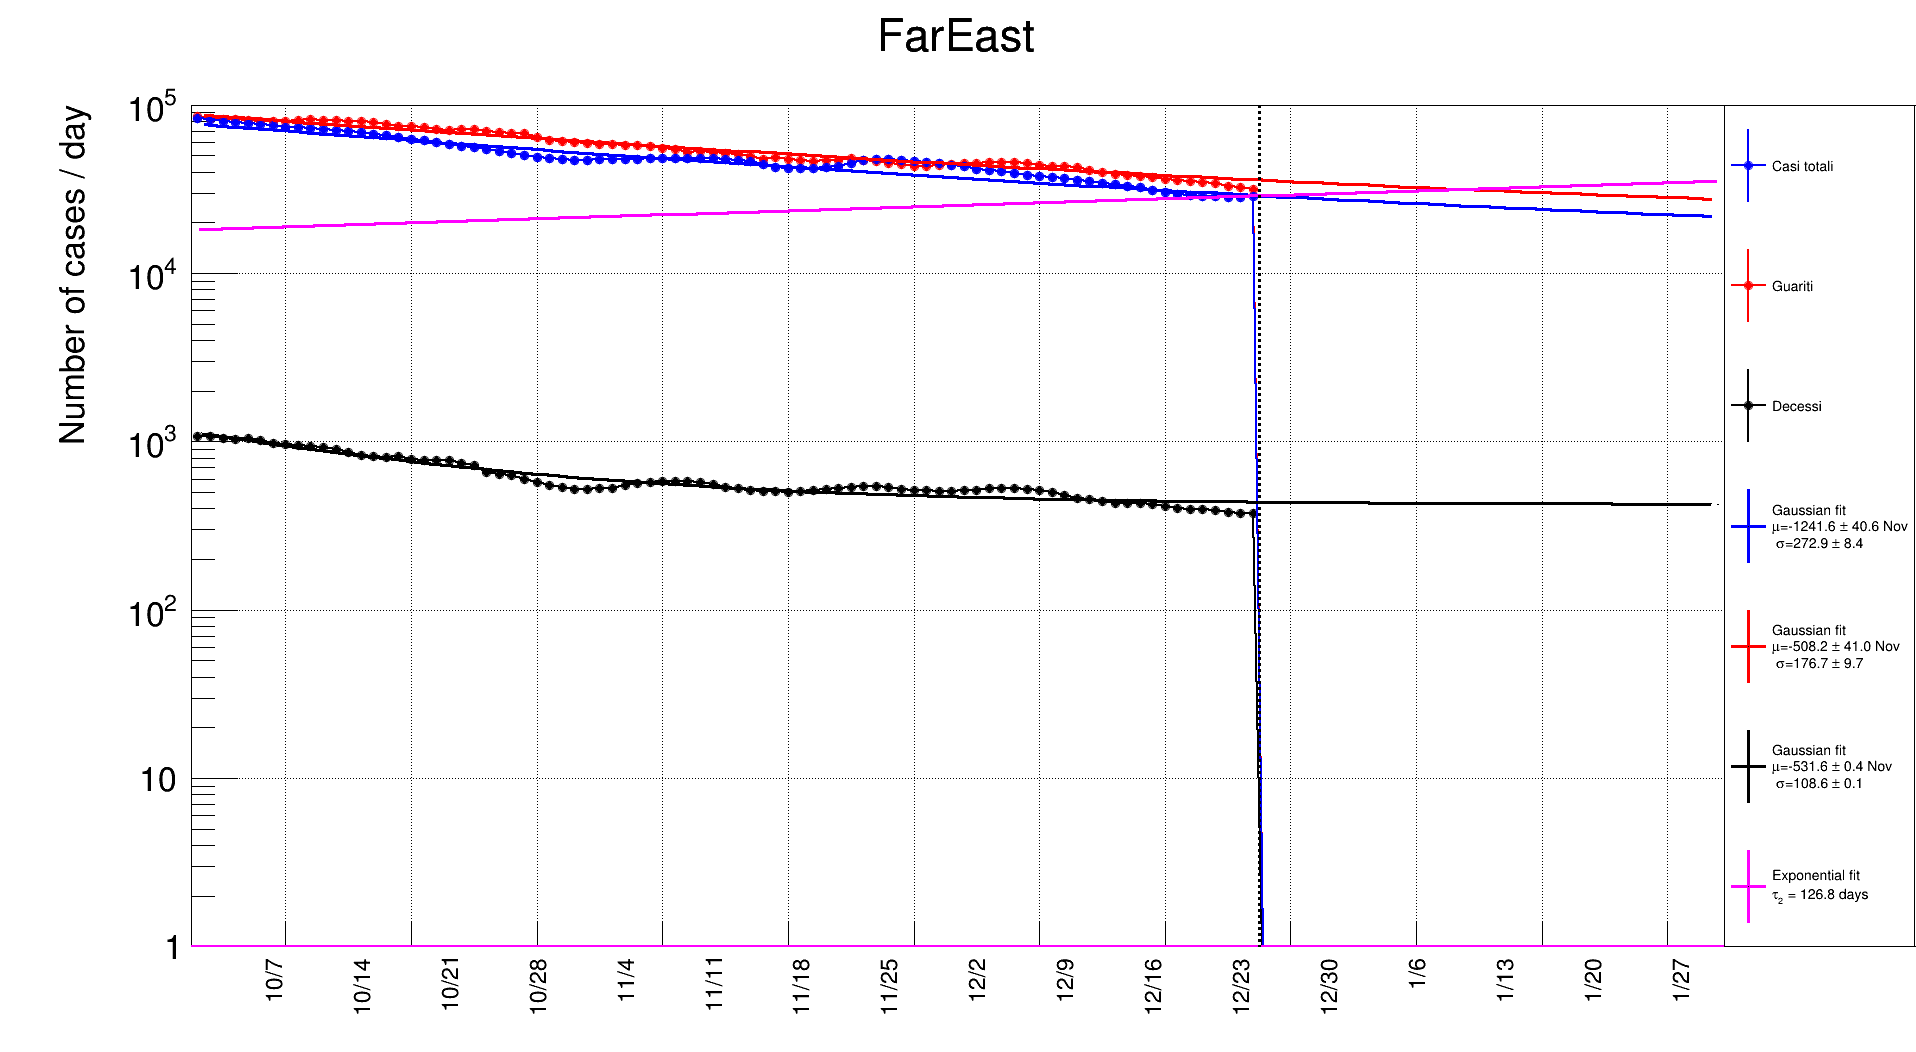 FarEast
Number of cases / day
10^5
10^4
10^3
10^2
10
1
10/7
10/14
10/21
10/28
11/4
11/11
11/18
11/25
12/2
12/9
12/16
12/23
12/30
1/6
1/13
1/20
1/27
Casi totali
Guariti
Decessi
Gaussian fit
μ=-1241.6 ± 40.6 Nov
σ=272.9 ± 8.4
Gaussian fit
μ=-508.2 ± 41.0 Nov
σ=176.7 ± 9.7
Gaussian fit
μ=-531.6 ± 0.4 Nov
σ=108.6 ± 0.1
Exponential fit
τ₂ = 126.8 days